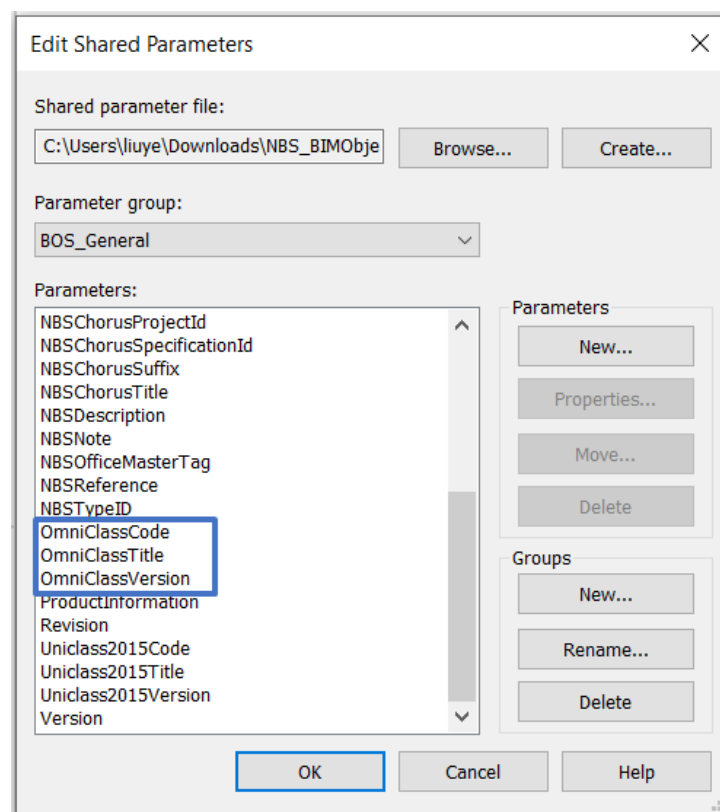 Edit Shared Parameters
Shared parameter file:
C:\Users\liuye\Downloads\NBS_BIMObje
Browse...
Create...
Parameter group:
BOS_General
Parameters:
NBSChorusProjectId
NBSChorusSpecificationId
NBSChorusSuffix
NBSChorusTitle
NBSDescription
NBSNote
NBSOfficeMasterTag
NBSReference
NBSTypeID
OmniClassCode
OmniClassTitle
OmniClassVersion
ProductInformation
Revision
Uniclass2015Code
Uniclass2015Title
Uniclass2015Version
Version
Parameters
New...
Properties...
Move...
Delete
Groups
New...
Rename...
Delete
OK
Cancel
Help